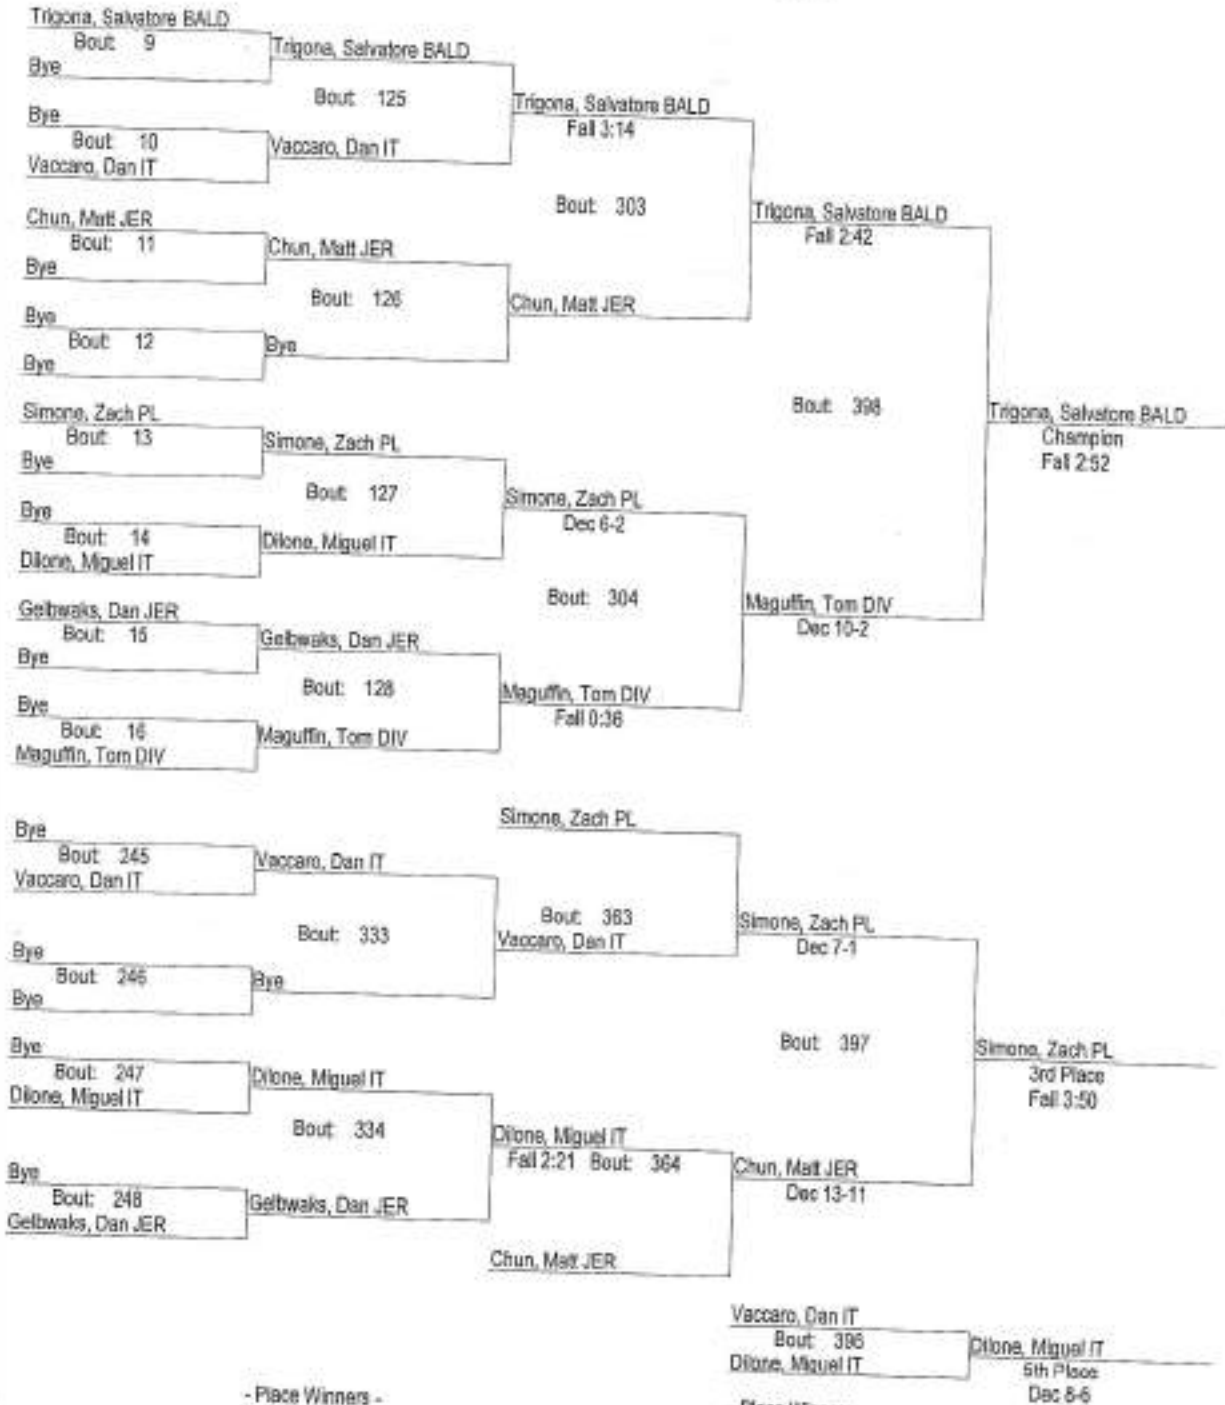 Trigona, Salvatore BALD
Bout: 9
Bye
Trigona, Salvatore BALD
Bout: 125
Bye
Bout: 10
Vaccaro, Dan IT
Vaccaro, Dan IT
Trigona, Salvatore BALD
Fall 3:14
Bout: 303
Chun, Matt JER
Bout: 11
Bye
Chun, Matt JER
Bout: 126
Bye
Bout: 12
Bye
Bye
Chun, Matt JER
Trigona, Salvatore BALD
Fall 2:42
Bout: 398
Trigona, Salvatore BALD
Champion
Fall 2:52
Simone, Zach PL
Bout: 13
Bye
Simone, Zach PL
Bout: 127
Bye
Bout: 14
Dilone, Miguel IT
Dilone, Miguel IT
Simone, Zach PL
Dec 6-2
Bout: 304
Gelbwaks, Dan JER
Bout: 15
Bye
Gelbwaks, Dan JER
Bout: 128
Bye
Bout: 16
Maguffin, Tom DIV
Maguffin, Tom DIV
Maguffin, Tom DIV
Fall 0:36
Maguffin, Tom DIV
Dec 10-2
Bye
Bout: 245
Vaccaro, Dan IT
Vaccaro, Dan IT
Bout: 333
Bye
Bout: 246
Bye
Bye
Simone, Zach PL
Bout: 363
Vaccaro, Dan IT
Simone, Zach PL
Dec 7-1
Bout: 397
Simone, Zach PL
3rd Place
Fall 3:50
Bye
Bout: 247
Dilone, Miguel IT
Dilone, Miguel IT
Bout: 334
Bye
Bout: 248
Gelbwaks, Dan JER
Gelbwaks, Dan JER
Dilone, Miguel IT
Fall 2:21 Bout: 364
Chun, Matt JER
Chun, Matt JER
Dec 13-11
Vaccaro, Dan IT
Bout: 396
Dilone, Miguel IT
Dilone, Miguel IT
5th Place
Dec 8-6
- Place Winners -